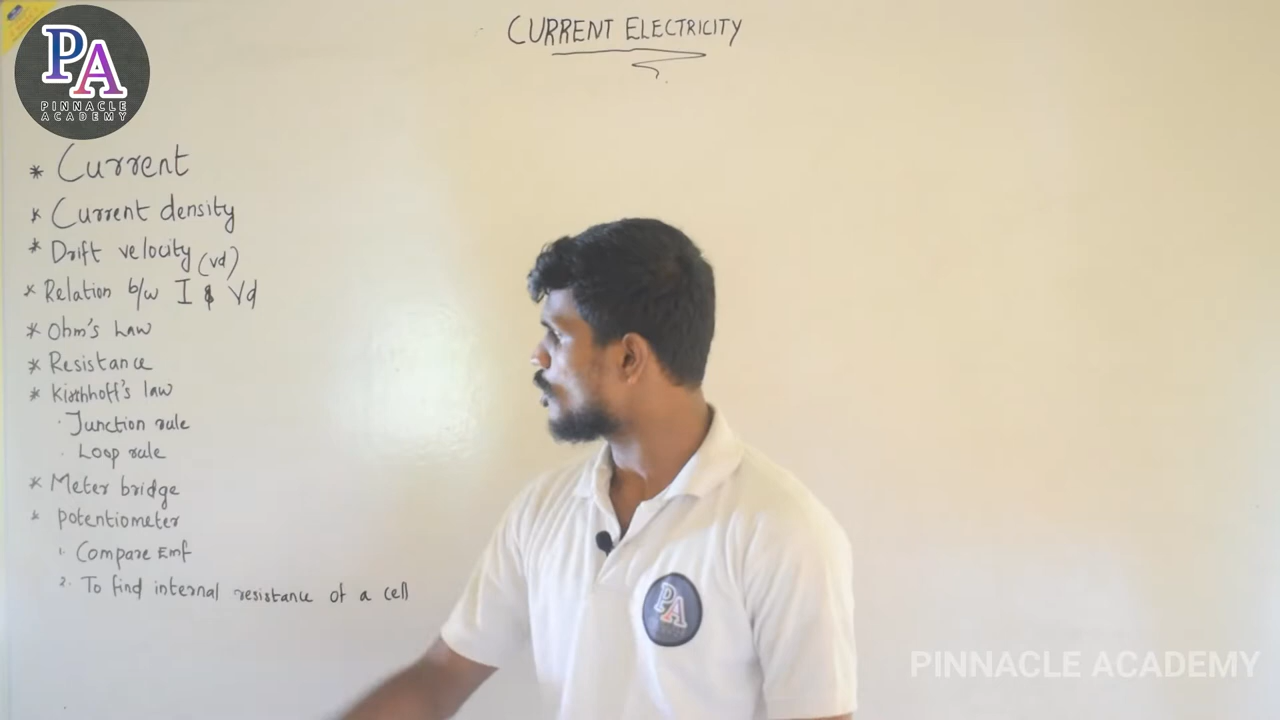 CURRENT ELECTRICITY
PA
PINNACLE
ACADEMY
* Current
* Current density
* Drift velocity (vd)
* Relation b/w I & Vd
* Ohm's Law
* Resistance
* Kirchhoff's law
· Junction rule
· Loop rule
* Meter bridge
* potentiometer
1. Compare Emf
2. To find internal resistance of a cell
PA
PINNACLE ACADEMY